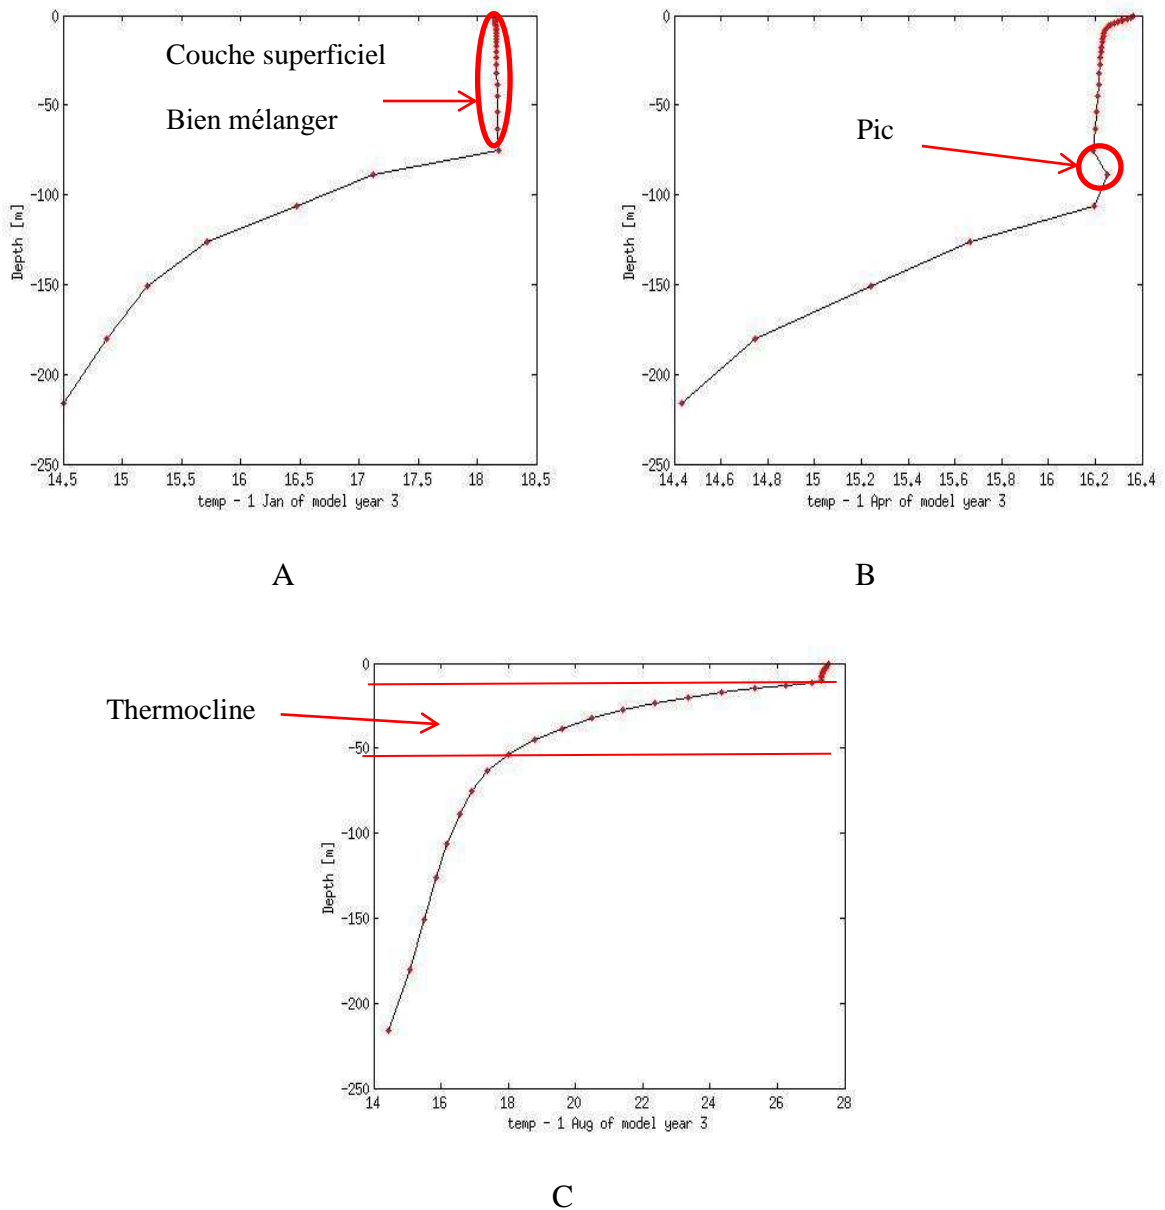 0
Couche superficiel
Bien mélanger
-50
-100
-150
-200
-250
Depth [m]
14.5 15 15.5 16 16.5 17 17.5 18 18.5
temp - 1 Jan of model year 3
A
0
Pic
-50
-100
-150
-200
-250
Depth [m]
14.4 14.6 14.8 15 15.2 15.4 15.6 15.8 16 16.2 16.4
temp - 1 Apr of model year 3
B
0
Thermocline
-50
-100
-150
-200
-250
Depth [m]
14 16 18 20 22 24 26 28
temp - 1 Aug of model year 3
C